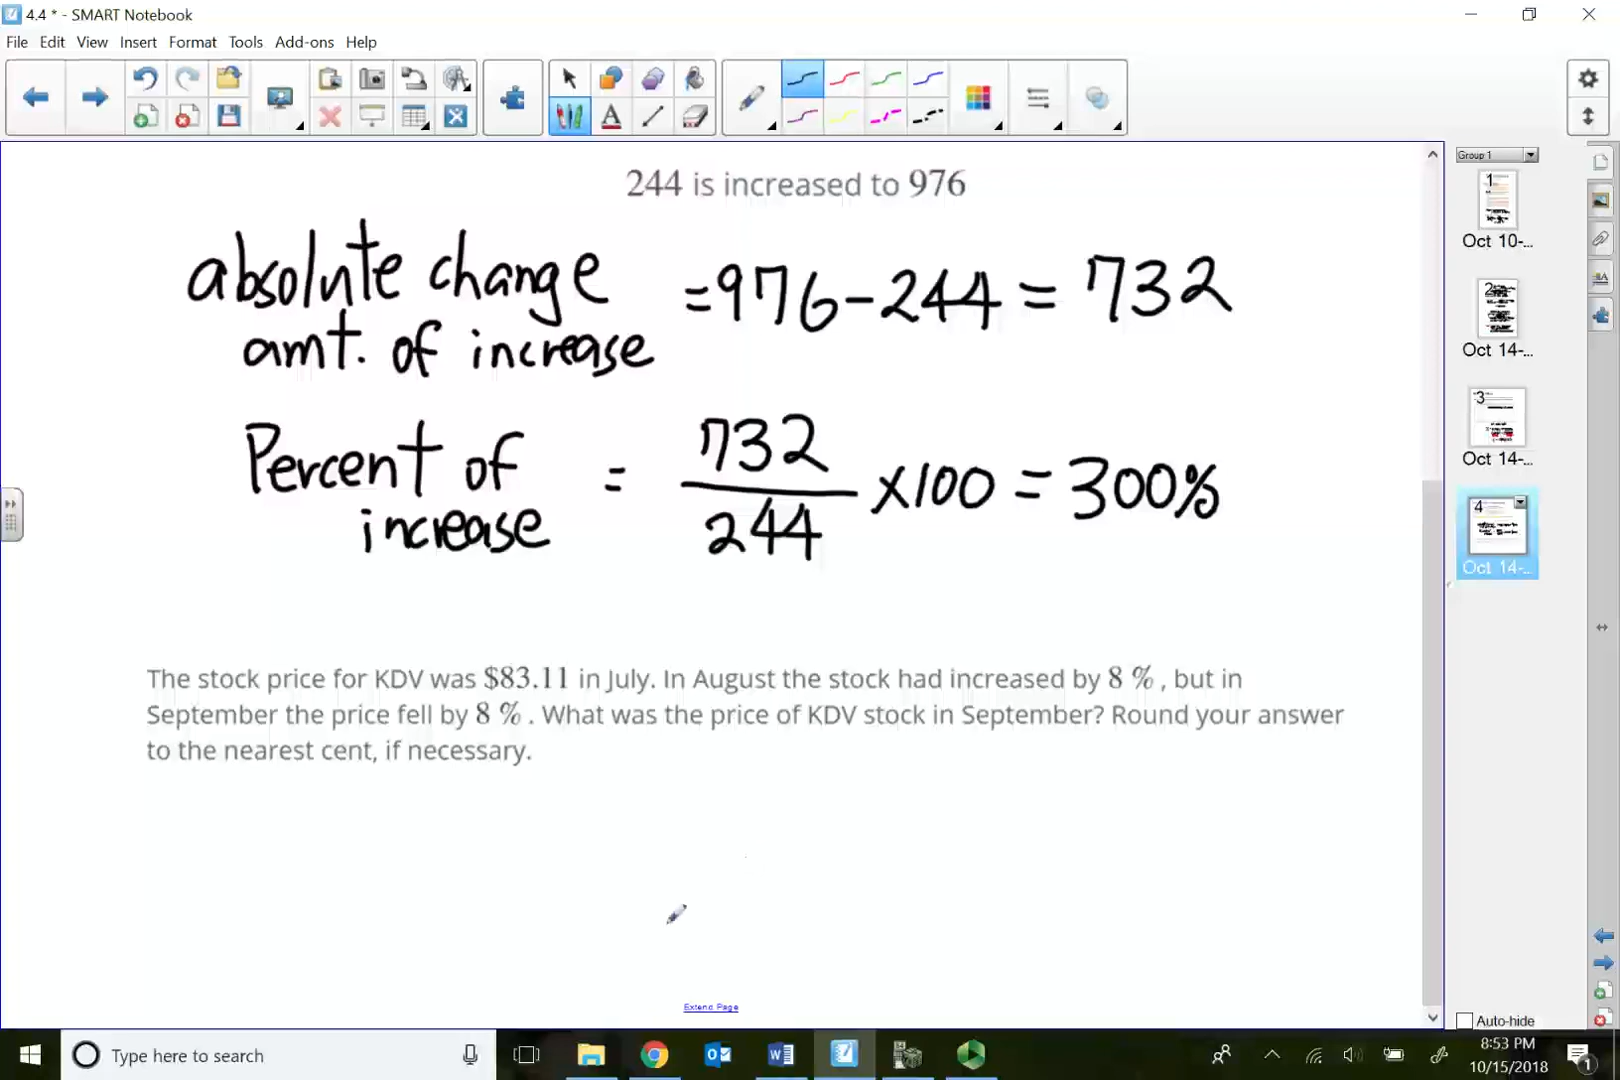 4.4 * - SMART Notebook
File Edit View Insert Format Tools Add-ons Help
Group 1
244 is increased to 976
absolute change = 976 - 244 = 732
amt. of increase
Percent of increase = 732/244 x100 = 300%
The stock price for KDV was $83.11 in July. In August the stock had increased by 8 % , but in
September the price fell by 8 % . What was the price of KDV stock in September? Round your answer
to the nearest cent, if necessary.
Extend Page
1
Oct 10-...
2
Oct 14-...
3
Oct 14-...
4
Oct 14-...
Auto-hide
Type here to search
8:53 PM
10/15/2018
1